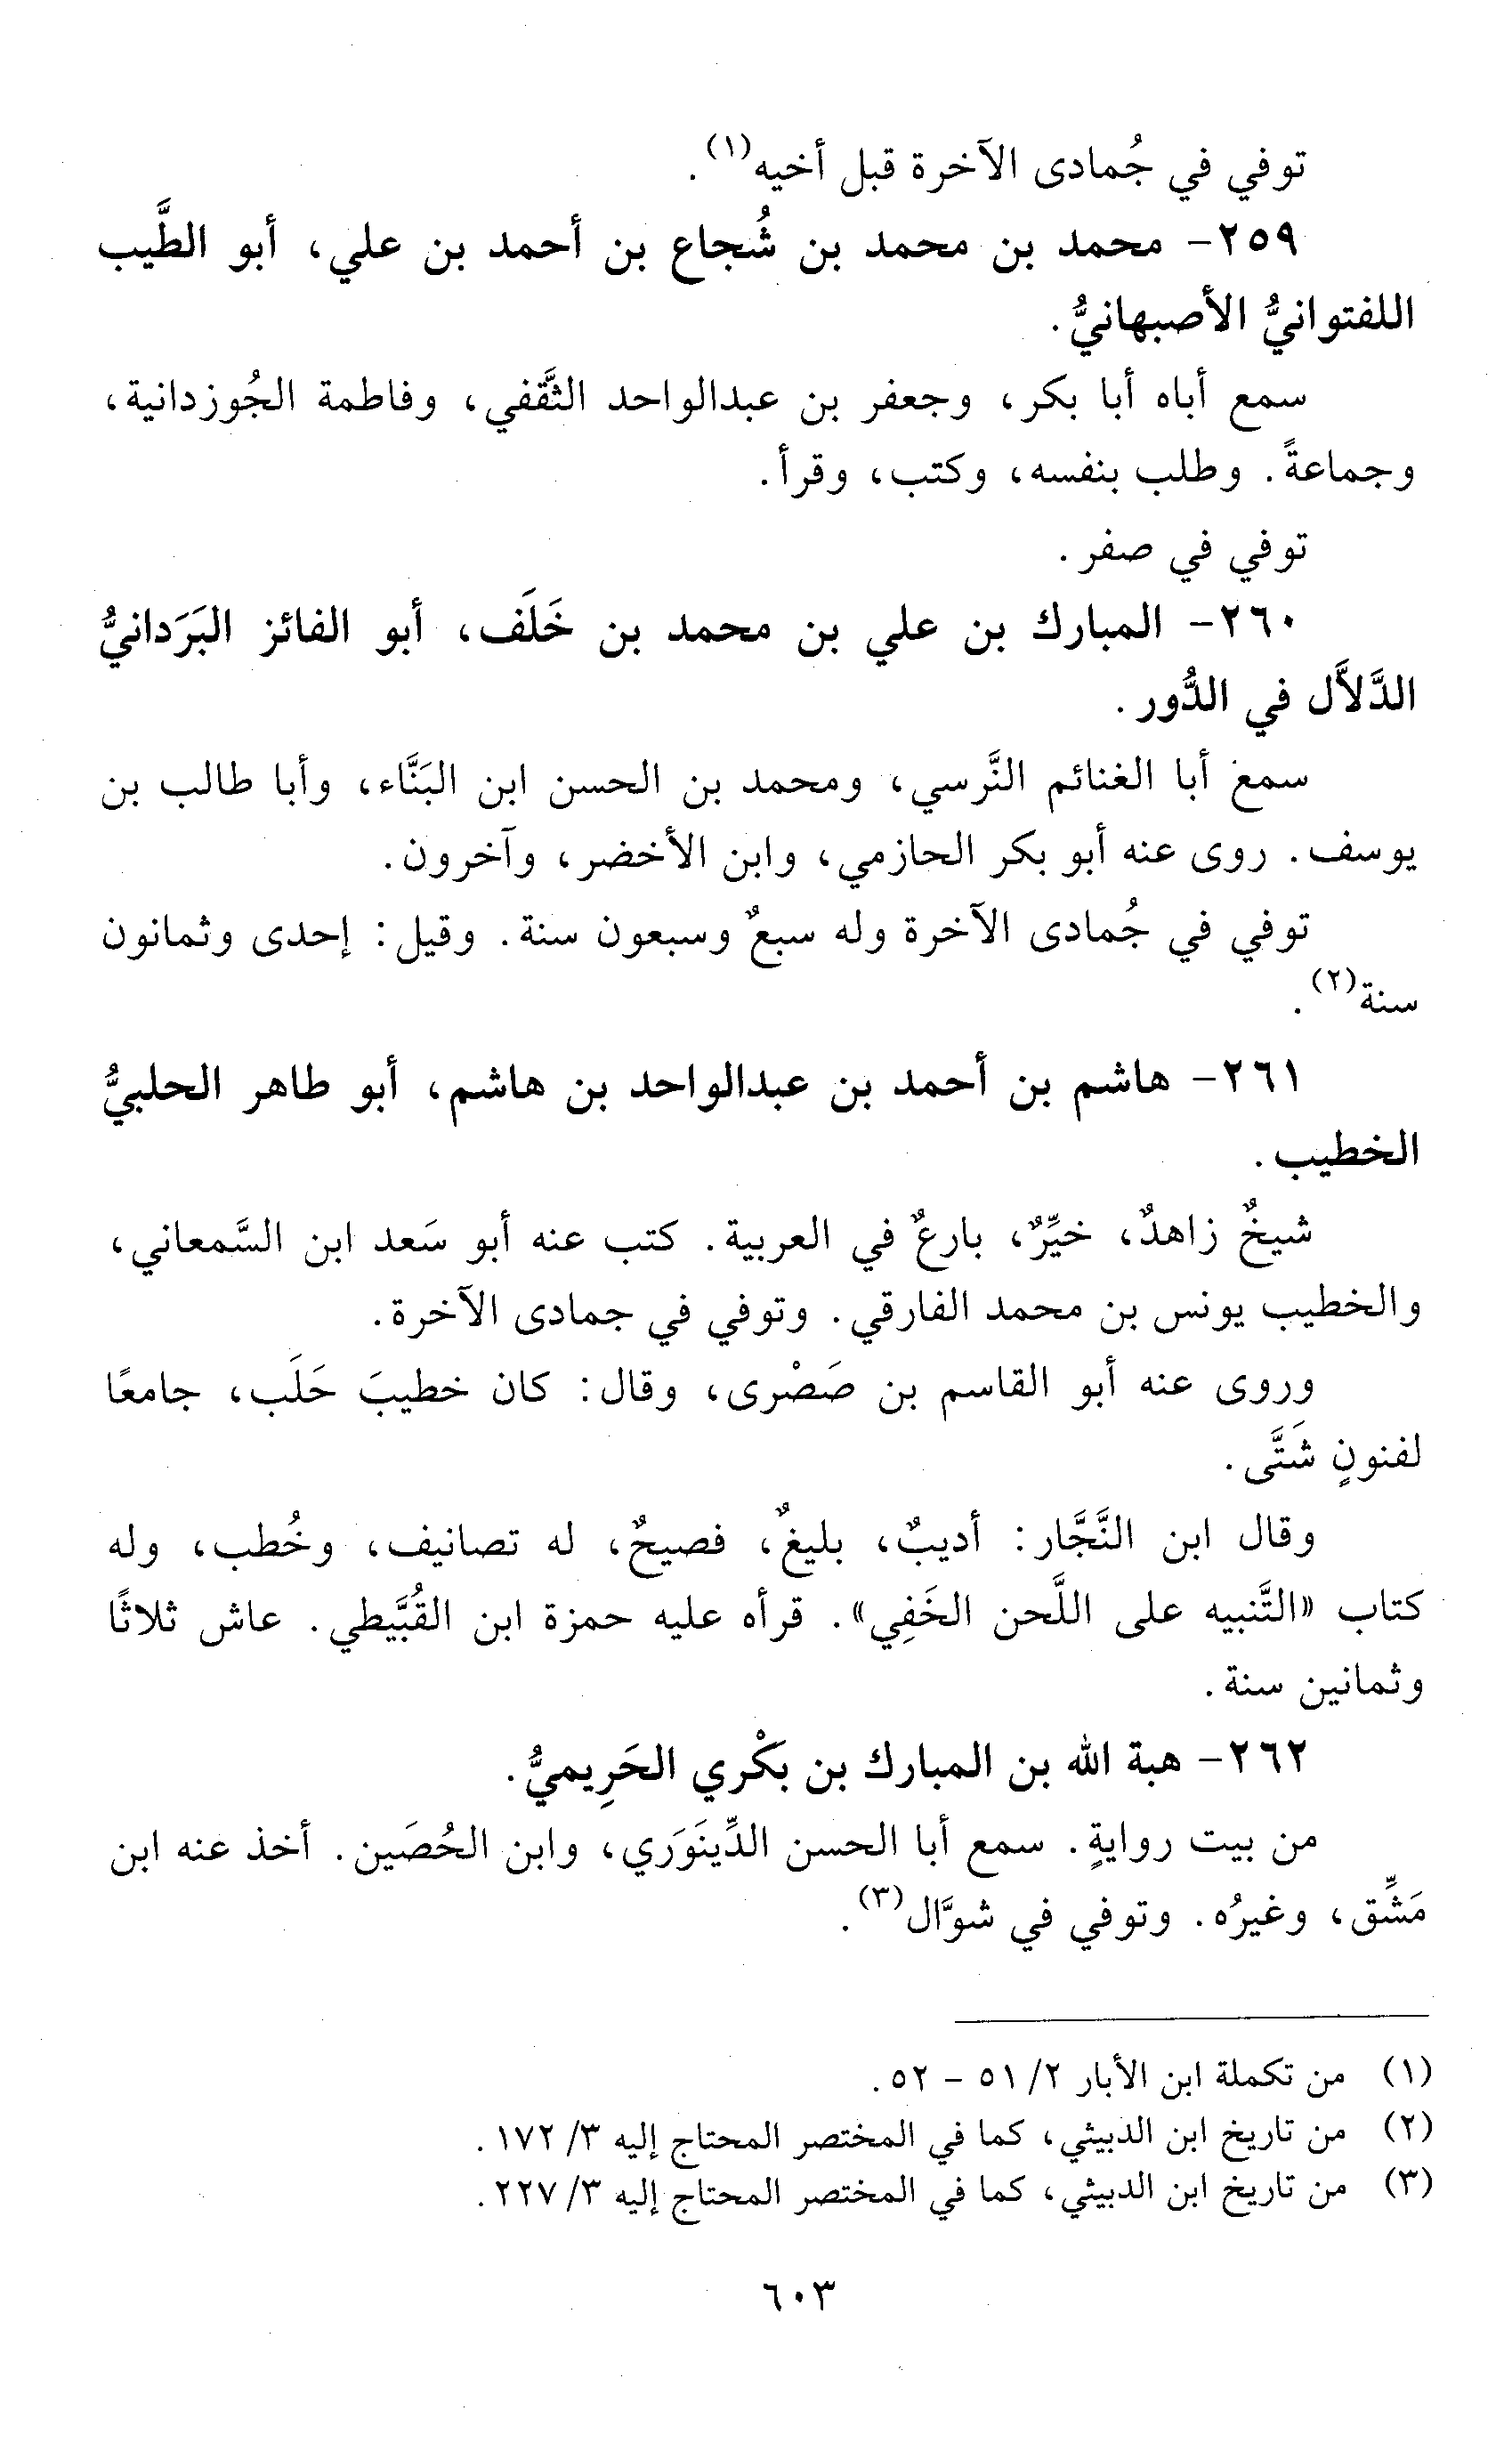 توفي في جُمادى الآخرة قبل أخيه(١).
٢٥٩- محمد بن محمد بن شُجاع بن أحمد بن علي، أبو الطَّيب
اللفتوانيُّ الأصبهانيُّ.
سمع أباه أبا بكر، وجعفر بن عبدالواحد الثَّقفي، وفاطمة الجُوزدانية،
وجماعةً. وطلب بنفسه، وكتب، وقرأ.
توفي في صفر.
٢٦٠- المبارك بن علي بن محمد بن خَلَف، أبو الفائز البَرَدانيُّ
الدَّلاَّل في الدُّور.
سمغ أبا الغنائم النَّرسي، ومحمد بن الحسن ابن البَنَّاء، وأبا طالب بن
يوسف. روى عنه أبو بكر الحازمي، وابن الأخضر، وآخرون.
توفي في جُمادى الآخرة وله سبعٌ وسبعون سنة. وقيل: إحدى وثمانون
سنة(٢).
٢٦١- هاشم بن أحمد بن عبدالواحد بن هاشم، أبو طاهر الحلبيُّ
الخطيب.
شيخٌ زاهدٌ، خيِّرٌ، بارعٌ في العربية. كتب عنه أبو سَعد ابن السَّمعاني،
والخطيب يونس بن محمد الفارقي. وتوفي في جمادى الآخرة.
وروى عنه أبو القاسم بن صَصْرى، وقال: كان خطيبَ حَلَب، جامعًا
لفنونٍ شَتَّى.
وقال ابن النَّجَّار: أديبٌ، بليغٌ، فصيحٌ، له تصانيف، وخُطب، وله
كتاب «التَّنبيه على اللَّحن الخَفِي». قرأه عليه حمزة ابن القُبَّيطي. عاش ثلاثًا
وثمانين سنة.
٢٦٢- هبة الله بن المبارك بن بكْري الحَرِيميُّ.
من بيت روايةٍ. سمع أبا الحسن الدِّينَوَري، وابن الحُصَين. أخذ عنه ابن
مَشِّق، وغيرُه. وتوفي في شوَّال(٣).
(١) من تكملة ابن الأبار ٢/ ٥١ - ٥٢.
(٢) من تاريخ ابن الدبيثي، كما في المختصر المحتاج إليه ٣/ ١٧٢.
(٣) من تاريخ ابن الدبيثي، كما في المختصر المحتاج إليه ٣/ ٢٢٧.
٦٠٣